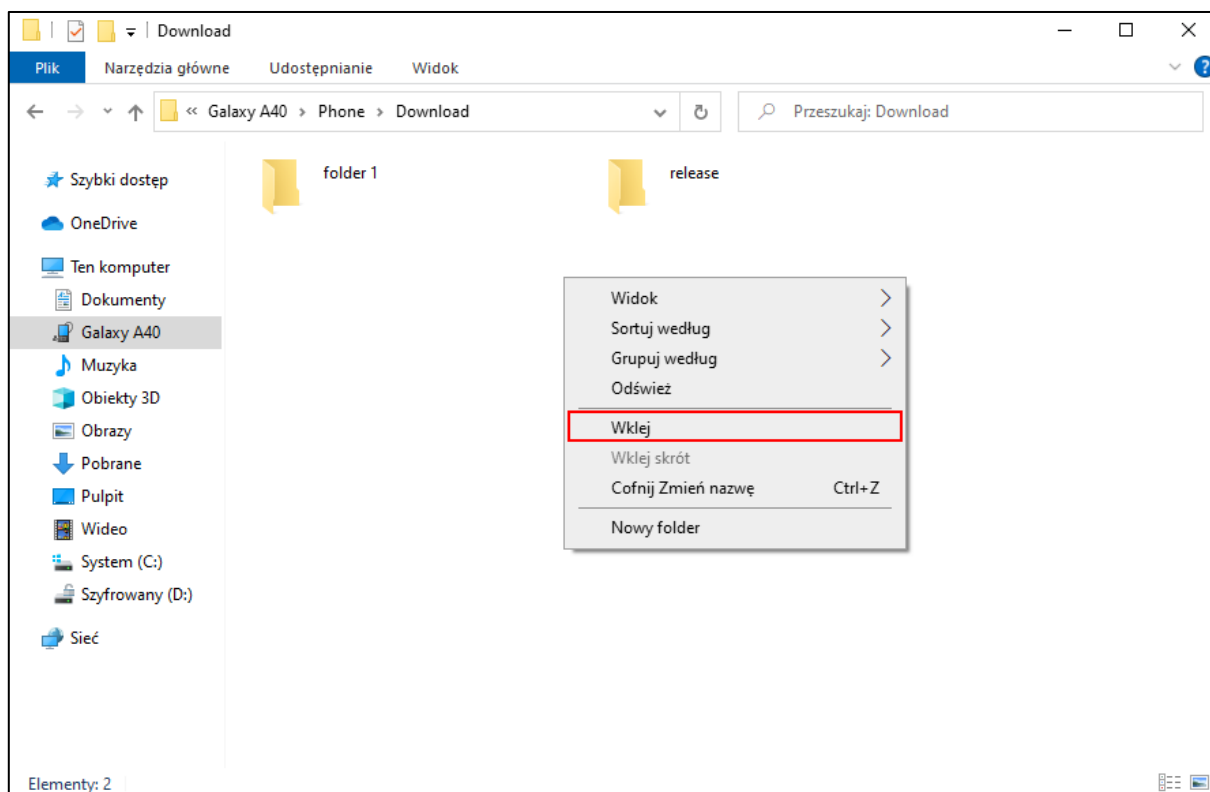 Download
Plik Narzędzia główne Udostępnianie Widok
?
« Galaxy A40 > Phone > Download
Przeszukaj: Download
Szybki dostęp
OneDrive
Ten komputer
Dokumenty
Galaxy A40
Muzyka
Obiekty 3D
Obrazy
Pobrane
Pulpit
Wideo
System (C:)
Szyfrowany (D:)
Sieć
folder 1
release
Widok
Sortuj według
Grupuj według
Odśwież
Wklej
Wklej skrót
Cofnij Zmień nazwę Ctrl+Z
Nowy folder
Elementy: 2